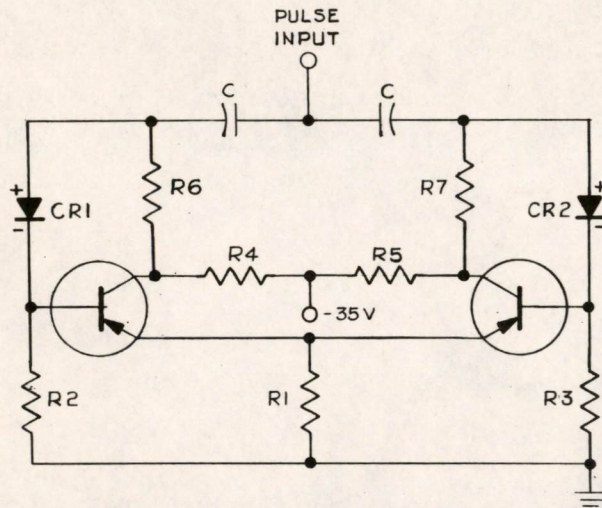 PULSE
INPUT
C
C
R6
R7
+
CR1
-
+
CR2
-
R4
R5
-35V
R2
R1
R3